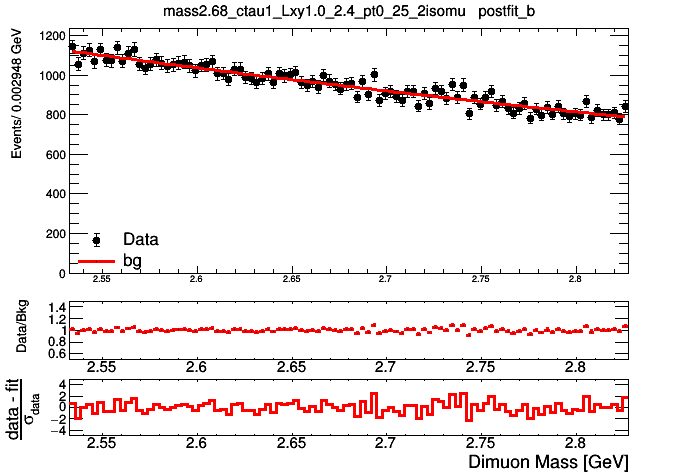 mass2.68_ctau1_Lxy1.0_2.4_pt0_25_2isomu postfit_b
Events/ 0.002948 GeV
1200
1000
800
600
400
200
0
Data
bg
2.55 2.6 2.65 2.7 2.75 2.8
Data/Bkg
1.4
1.2
1
0.8
0.6
2.55 2.6 2.65 2.7 2.75 2.8
data - fit
σdata
4
2
0
−2
−4
2.55 2.6 2.65 2.7 2.75 2.8
Dimuon Mass [GeV]